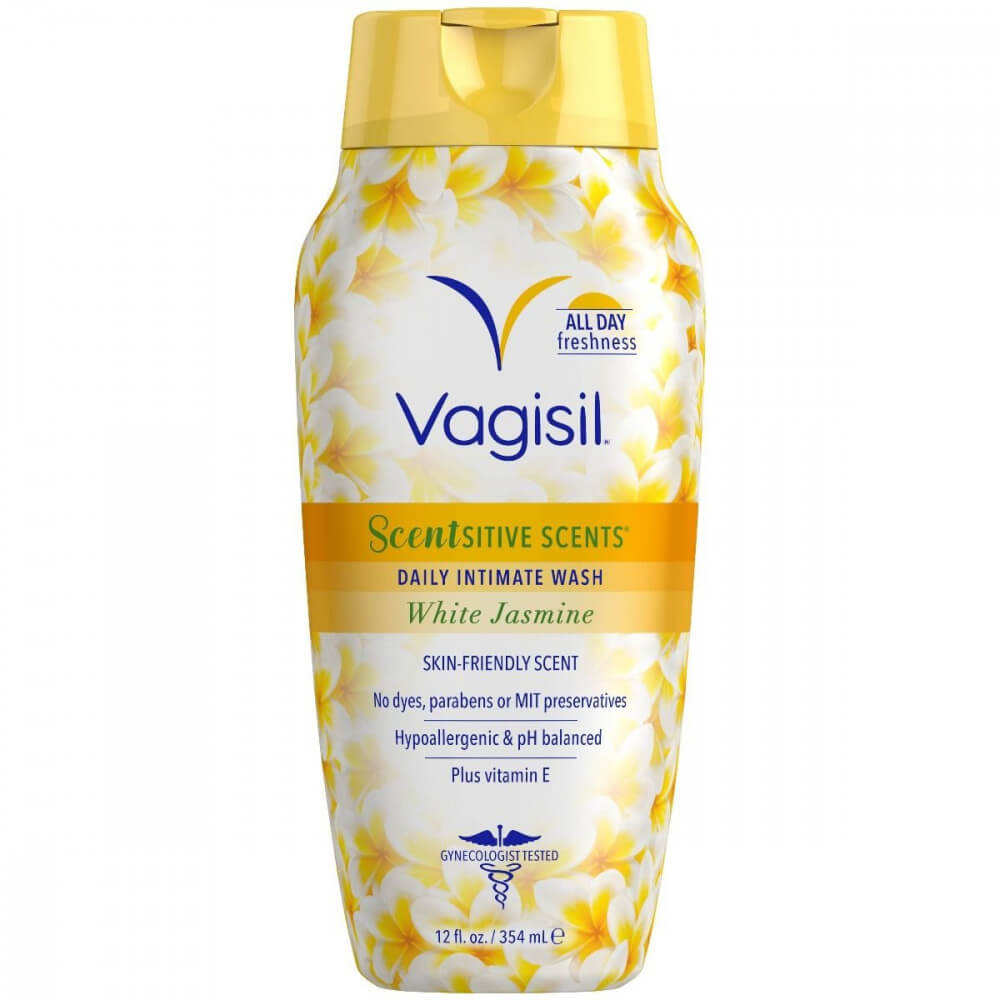 ALL DAY
freshness
Vagisil
ScentSITIVE SCENTS®
DAILY INTIMATE WASH
White Jasmine
SKIN-FRIENDLY SCENT
No dyes, parabens or MIT preservatives
Hypoallergenic & pH balanced
Plus vitamin E
GYNECOLOGIST TESTED
12 fl. oz. / 354 mL ℮